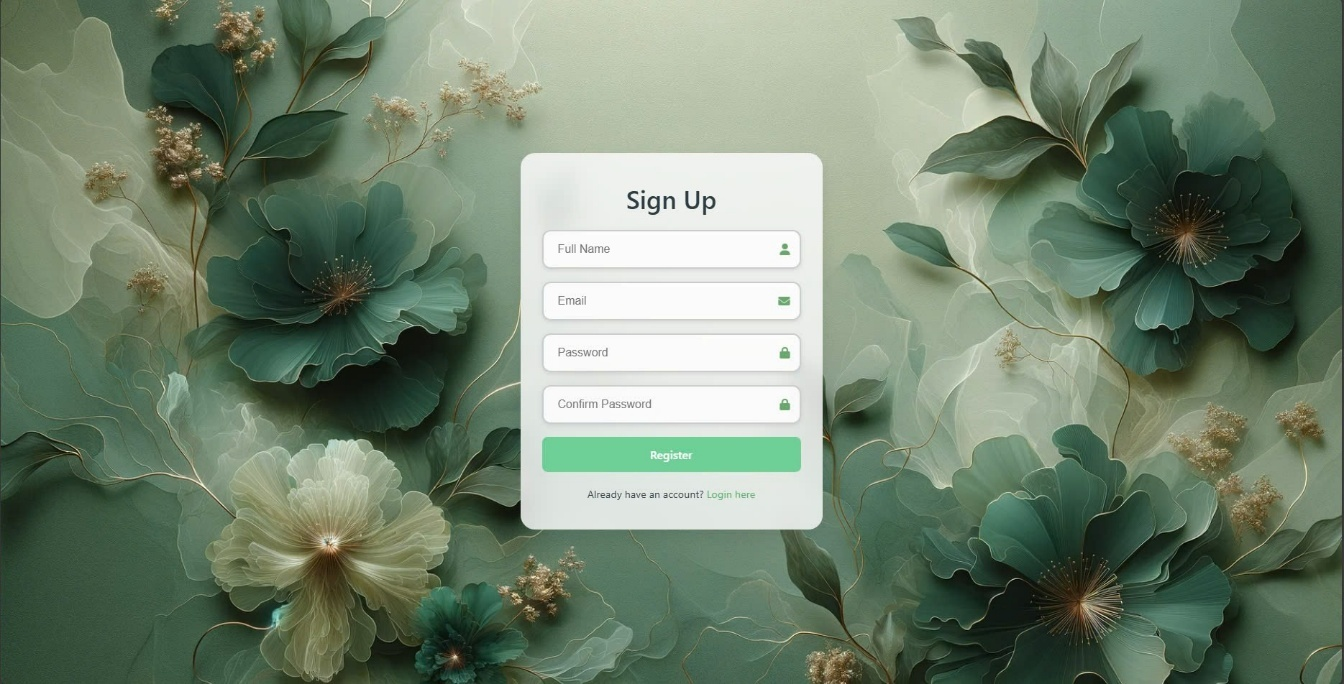 Sign Up
Full Name
Email
Password
Confirm Password
Register
Already have an account? Login here